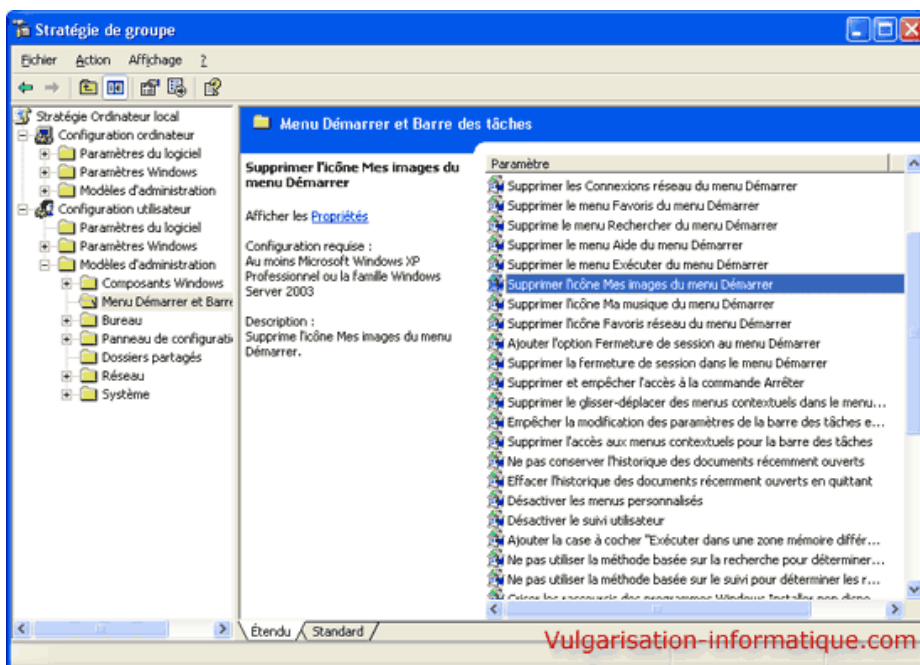 Stratégie de groupe
Fichier Action Affichage ?
Stratégie Ordinateur local
Configuration ordinateur
Paramètres du logiciel
Paramètres Windows
Modèles d'administration
Configuration utilisateur
Paramètres du logiciel
Paramètres Windows
Modèles d'administration
Composants Windows
Menu Démarrer et Barre
Bureau
Panneau de configurati
Dossiers partagés
Réseau
Système
Menu Démarrer et Barre des tâches
Supprimer l'icône Mes images du
menu Démarrer
Afficher les Propriétés
Configuration requise :
Au moins Microsoft Windows XP
Professionnel ou la famille Windows
Server 2003
Description :
Supprime l'icône Mes images du menu
Démarrer.
Paramètre
Supprimer les Connexions réseau du menu Démarrer
Supprimer le menu Favoris du menu Démarrer
Supprime le menu Rechercher du menu Démarrer
Supprimer le menu Aide du menu Démarrer
Supprimer le menu Exécuter du menu Démarrer
Supprimer l'icône Mes images du menu Démarrer
Supprimer l'icône Ma musique du menu Démarrer
Supprimer l'icône Favoris réseau du menu Démarrer
Ajouter l'option Fermeture de session au menu Démarrer
Supprimer la fermeture de session dans le menu Démarrer
Supprimer et empêcher l'accès à la commande Arrêter
Supprimer le glisser-déplacer des menus contextuels dans le menu...
Empêcher la modification des paramètres de la barre des tâches e...
Supprimer l'accès aux menus contextuels pour la barre des tâches
Ne pas conserver l'historique des documents récemment ouverts
Effacer l'historique des documents récemment ouverts en quittant
Désactiver les menus personnalisés
Désactiver le suivi utilisateur
Ajouter la case à cocher "Exécuter dans une zone mémoire différ...
Ne pas utiliser la méthode basée sur la recherche pour déterminer...
Ne pas utiliser la méthode basée sur le suivi pour déterminer les r...
Griser les raccourcis des programmes Windows Installer non dispo
Étendu Standard
Vulgarisation-informatique.com